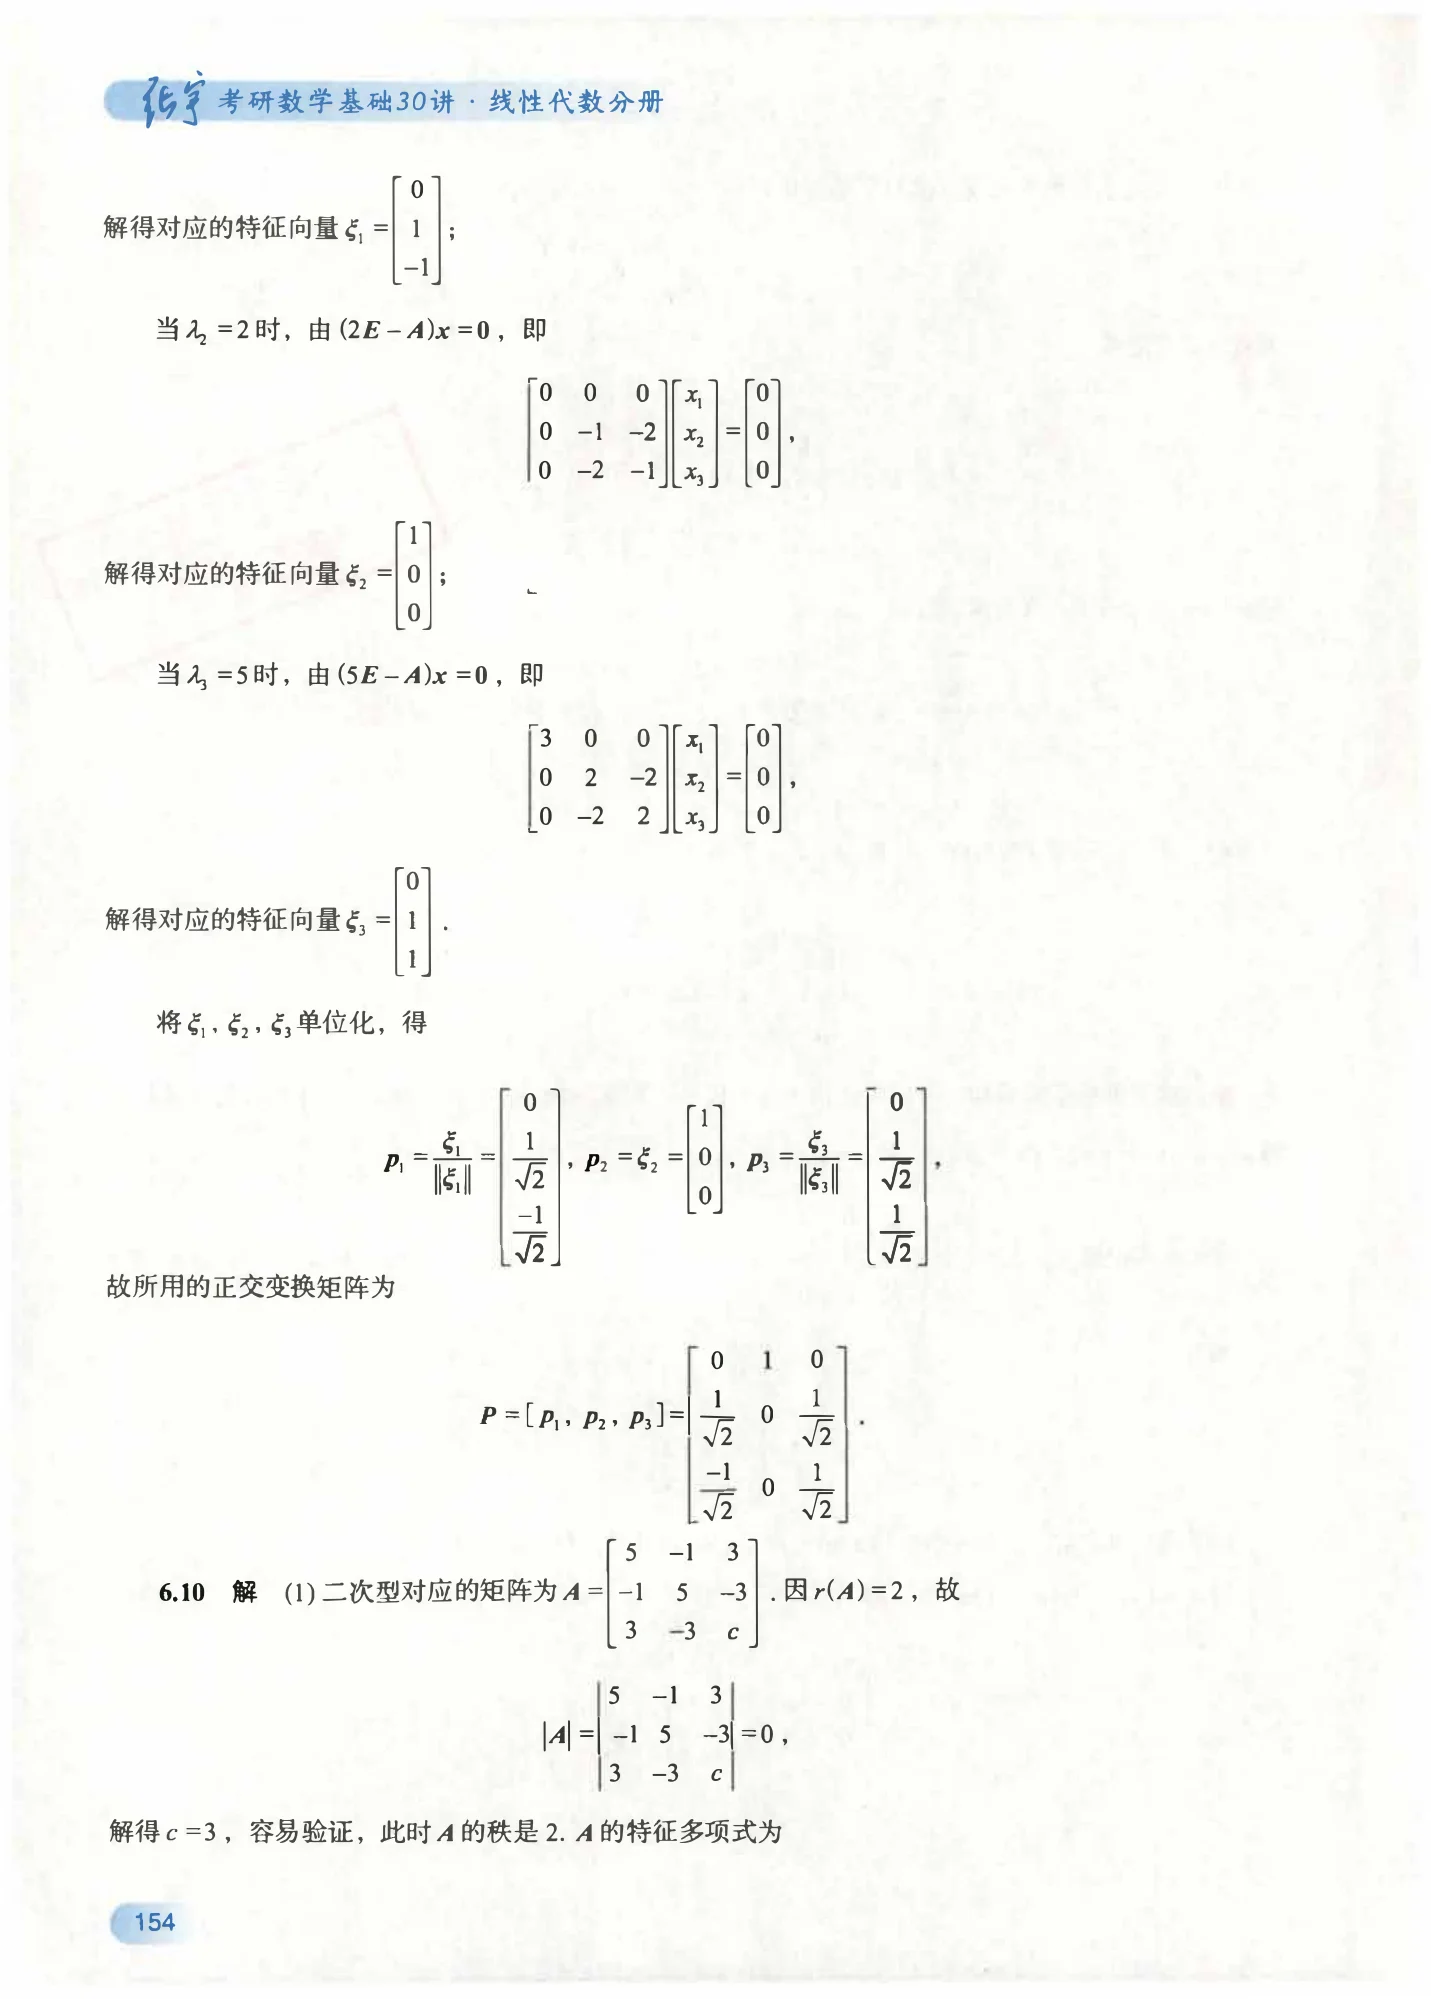 张宇 考研数学基础30讲·线性代数分册
解得对应的特征向量 $\xi_1=\begin{bmatrix}0\\1\\-1\end{bmatrix}$;
当 $\lambda_2=2$ 时，由 $(2E-A)x=0$，即
$\begin{bmatrix}0&0&0\\0&-1&-2\\0&-2&-1\end{bmatrix}\begin{bmatrix}x_1\\x_2\\x_3\end{bmatrix}=\begin{bmatrix}0\\0\\0\end{bmatrix}$,
解得对应的特征向量 $\xi_2=\begin{bmatrix}1\\0\\0\end{bmatrix}$;
当 $\lambda_3=5$ 时，由 $(5E-A)x=0$，即
$\begin{bmatrix}3&0&0\\0&2&-2\\0&-2&2\end{bmatrix}\begin{bmatrix}x_1\\x_2\\x_3\end{bmatrix}=\begin{bmatrix}0\\0\\0\end{bmatrix}$,
解得对应的特征向量 $\xi_3=\begin{bmatrix}0\\1\\1\end{bmatrix}$.
将 $\xi_1,\xi_2,\xi_3$ 单位化，得
$p_1=\frac{\xi_1}{\|\xi_1\|}=\begin{bmatrix}0\\\frac{1}{\sqrt{2}}\\\frac{-1}{\sqrt{2}}\end{bmatrix}, p_2=\xi_2=\begin{bmatrix}1\\0\\0\end{bmatrix}, p_3=\frac{\xi_3}{\|\xi_3\|}=\begin{bmatrix}0\\\frac{1}{\sqrt{2}}\\\frac{1}{\sqrt{2}}\end{bmatrix}$,
故所用的正交变换矩阵为
$P=[p_1,p_2,p_3]=\begin{bmatrix}0&1&0\\\frac{1}{\sqrt{2}}&0&\frac{1}{\sqrt{2}}\\\frac{-1}{\sqrt{2}}&0&\frac{1}{\sqrt{2}}\end{bmatrix}$.
6.10 解 (1)二次型对应的矩阵为 $A=\begin{bmatrix}5&-1&3\\-1&5&-3\\3&-3&c\end{bmatrix}$.因 $r(A)=2$，故
$|A|=\begin{vmatrix}5&-1&3\\-1&5&-3\\3&-3&c\end{vmatrix}=0$,
解得 $c=3$，容易验证，此时 $A$ 的秩是 2. $A$ 的特征多项式为
154